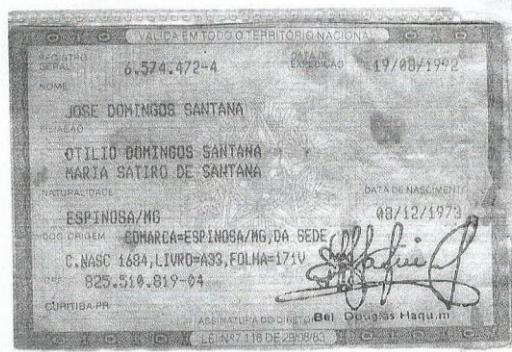 VÁLIDA EM TODO O TERRITÓRIO NACIONAL
REGISTRO GERAL 6.574.472-4 DATA DE EXPEDIÇÃO 19/08/1992
NOME
JOSE DOMINGOS SANTANA
FILIAÇÃO
OTILIO DOMINGOS SANTANA
MARIA SATIRO DE SANTANA
NATURALIDADE DATA DE NASCIMENTO
ESPINOSA/MG 08/12/1973
DOC ORIGEM COMARCA=ESPINOSA/MG,DA SEDE
C.NASC 1684,LIVRO=A33,FOLHA=171V
CPF 825.510.819-04
CURITIBA-PR
ASSINATURA DO DIRETOR
Bel. Douglas Haquim
LEI Nº 7.116 DE 29/08/83